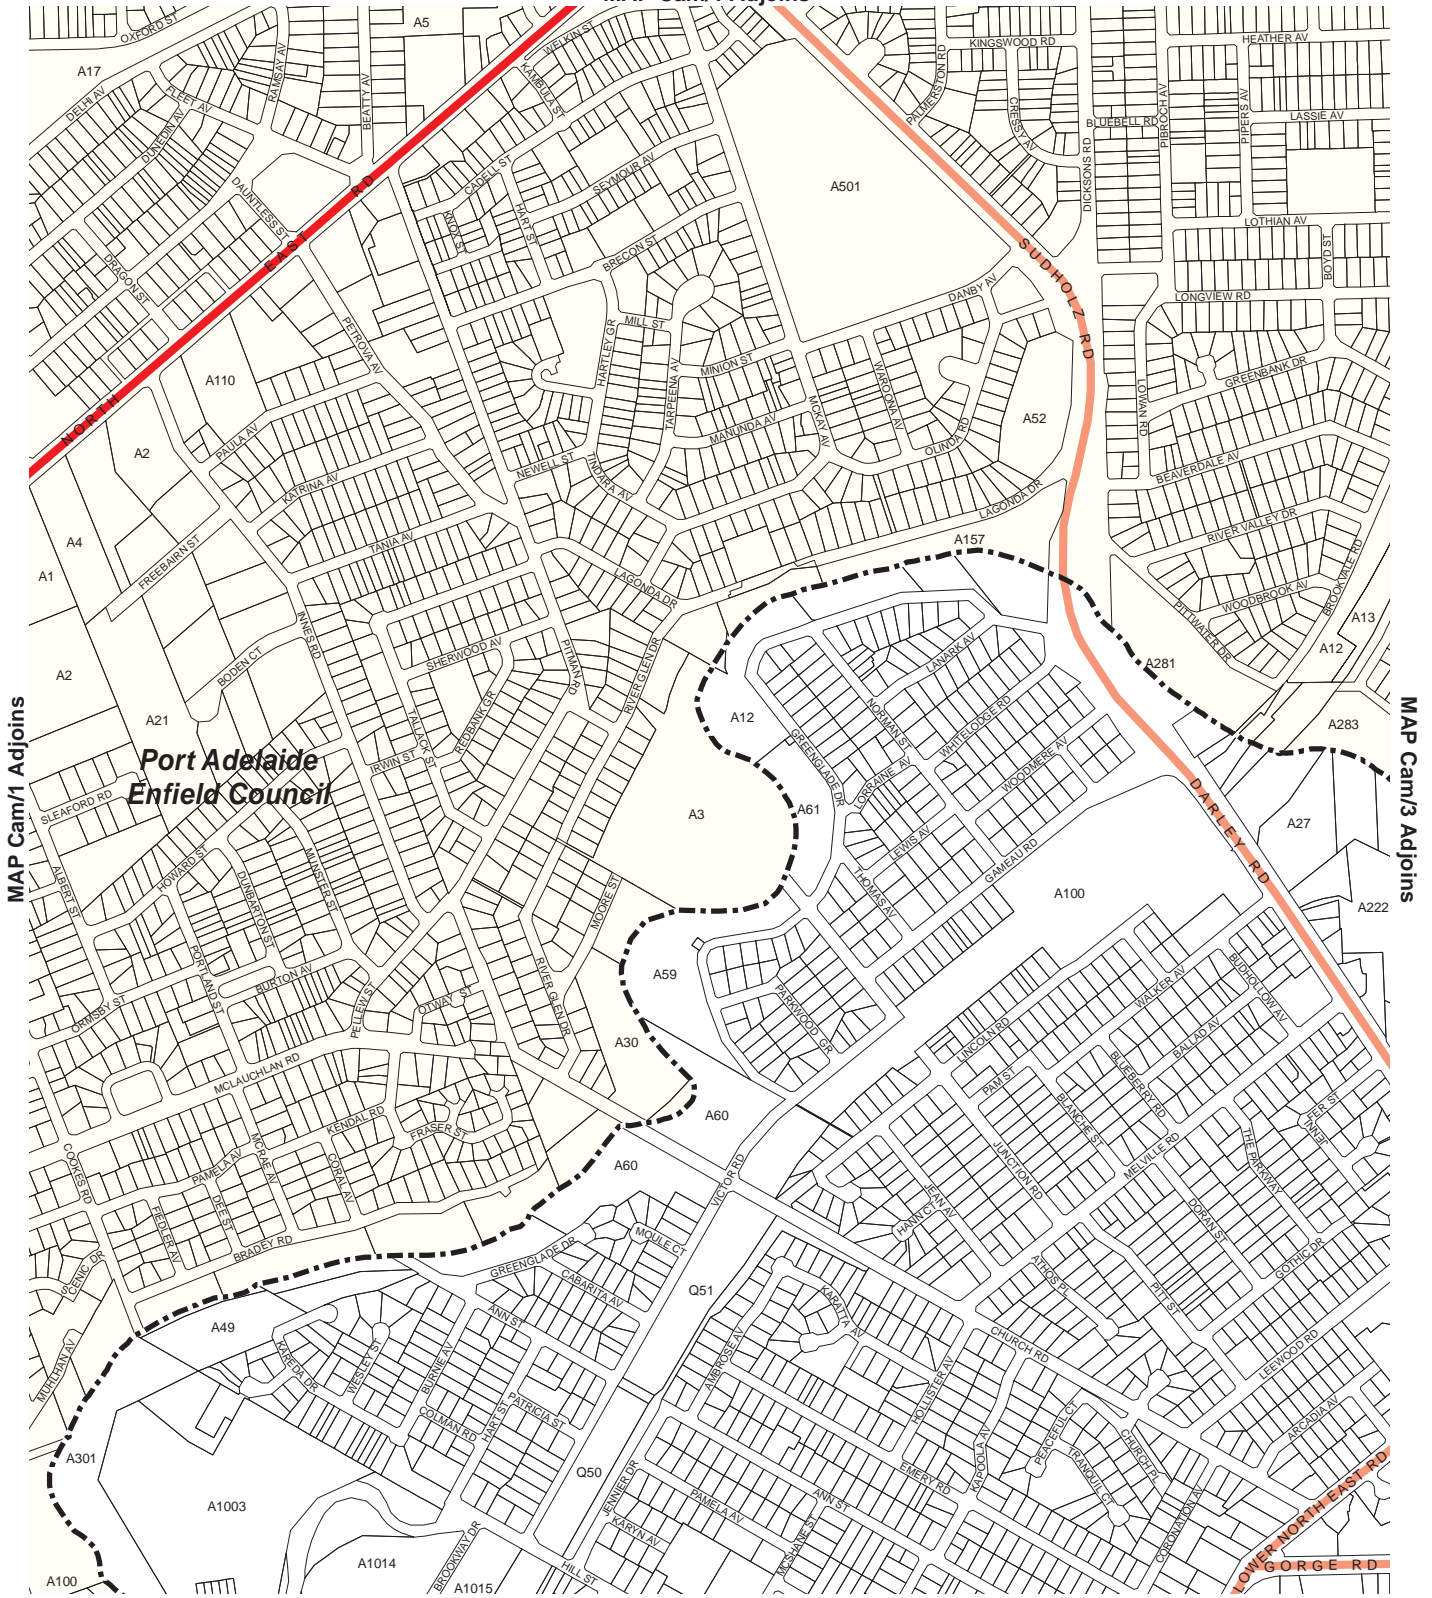 OXFORD ST
A5
WELKIN ST
KINGSWOOD RD
HEATHER AV
A17
RAMSAY AV
BEATTY AV
KAMBULA ST
PALMERSTON RD
DELHI AV
FLEET AV
DUNEDIN AV
CRESSY AV
BLUEBELL RD
PIBROCH AV
PIPERS AV
LASSIE AV
DICKSONS RD
CADELL ST
SEYMOUR AV
A501
DAUNTLESS ST
KNOX ST
HART ST
LOTHIAN AV
BOYD ST
NORTH EAST RD
SUDHOLZ RD
BRECON ST
DRAGON ST
DANBY AV
LONGVIEW RD
PETROVA AV
MILL ST
HARTLEY GR
MINION ST
TARPEENA AV
WAROONA AV
GREENBANK DR
A110
A52
LOWAN RD
MCKAY AV
MANUNDA AV
OLINDA RD
PAULA AV
A2
NEWELL ST
TINDARA AV
BEAVERDALE AV
KATRINA AV
LAGONDA DR
A4
TANIA AV
A157
RIVER VALLEY DR
FREEBAIRN ST
A1
LAGONDA DR
BROOKVALE RD
WOODBROOK AV
PITTWATER DR
A13
INNES RD
SHERWOOD AV
PITMAN RD
RIVER GLEN DR
LANARK AV
A12
BODEN CT
A281
A2
A21
TALLACK ST
REDBANK GR
A12
NORMAN ST
WHITELODGE RD
A283
MAP Cam/1 Adjoins
MAP Cam/3 Adjoins
Port Adelaide
Enfield Council
IRWIN ST
GREENGLADE DR
LORRAINE AV
WOODMERE AV
SLEAFORD RD
A3
A61
DARLEY RD
A27
LEWIS AV
GAMEAU RD
HOWARD ST
MUNSTER ST
DUNBARTON ST
ALBERT ST
THOMAS AV
A100
MOORE ST
A222
PORTLAND ST
BURTON AV
A59
ORMSBY ST
PELLEW ST
OTWAY ST
RIVER GLEN DR
PARKWOOD GR
WALKER AV
BUDHOLLOW AV
LINCOLN RD
BALLAD AV
A30
MCLAUCHLAN RD
PAM ST
BLUEBERRY RD
BLANCHE ST
A60
KENDAL RD
FRASER ST
JUNCTION RD
MELVILLE RD
THE PARKWAY
JENNIFER ST
COOKES RD
PAMELA AV
MCRAE AV
CORAL AV
A60
VICTOR RD
JEAN AV
HANN CT
DORAN ST
FIEDLER AV
DEE ST
BRADEY RD
MOULE CT
GREENGLADE DR
GOTHIC DR
SCENIC DR
CABARITA AV
Q51
ATHOS PL
PITT ST
KARATTA AV
A49
ANN ST
CHURCH RD
LEEWOOD RD
KAREDA DR
WESLEY ST
BURNIE AV
AMBROSE AV
HOLLISTER AV
MUHLHAN AV
PATRICIA ST
COLMAN RD
HART ST
PEACEFUL CT
CHURCH PL
ARCADIA AV
A301
KAPOOLA AV
TRANQUIL CT
Q50
EMERY RD
JENNIER DR
A1003
PAMELA AV
ANN ST
CORONATION AV
LOWER NORTH EAST RD
KARYN AV
MCSHANE ST
BROOKWAY DR
A1014
HILL ST
GORGE RD
A100
A1015